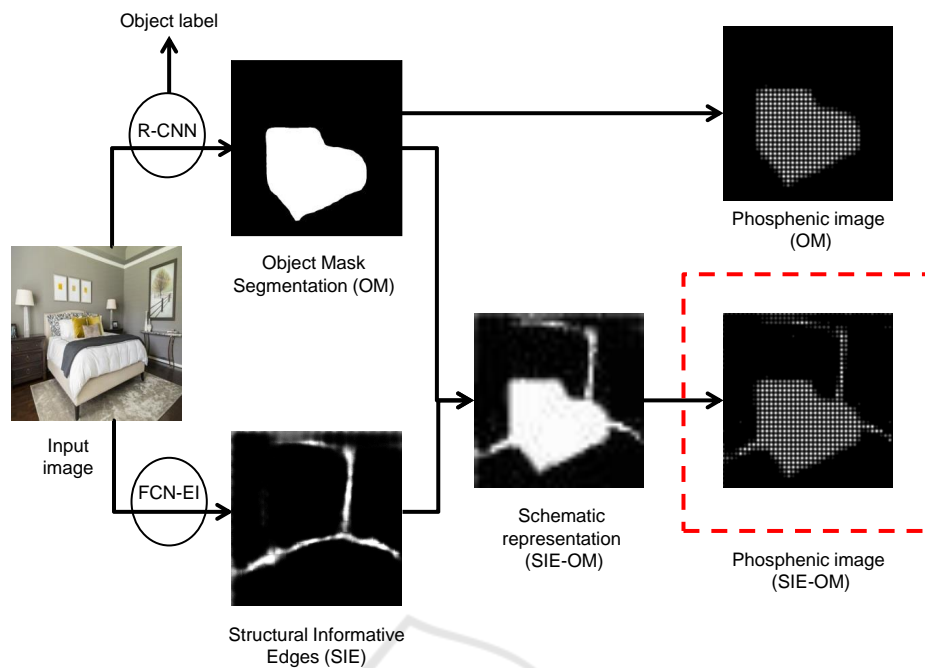 Object label
R-CNN
Object Mask
Segmentation (OM)
Phosphenic image
(OM)
Input
image
FCN-EI
Structural Informative
Edges (SIE)
Schematic
representation
(SIE-OM)
Phosphenic image
(SIE-OM)